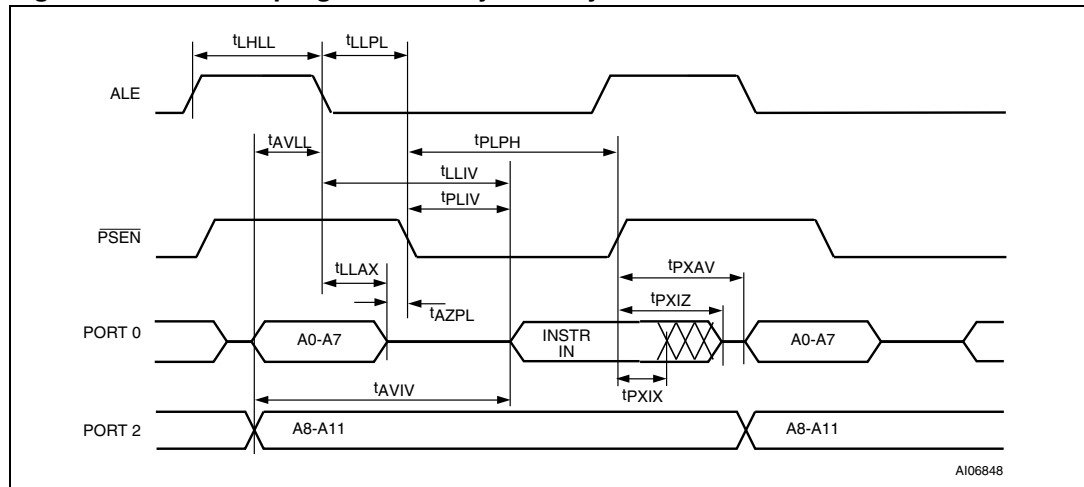 tLHLL tLLPL
ALE
tAVLL tPLPH
tLLIV
tPLIV
PSEN
tLLAX tPXAV
tPXIZ
tAZPL
PORT 0 A0-A7 INSTR IN A0-A7
tAVIV tPXIX
PORT 2 A8-A11 A8-A11
AI06848